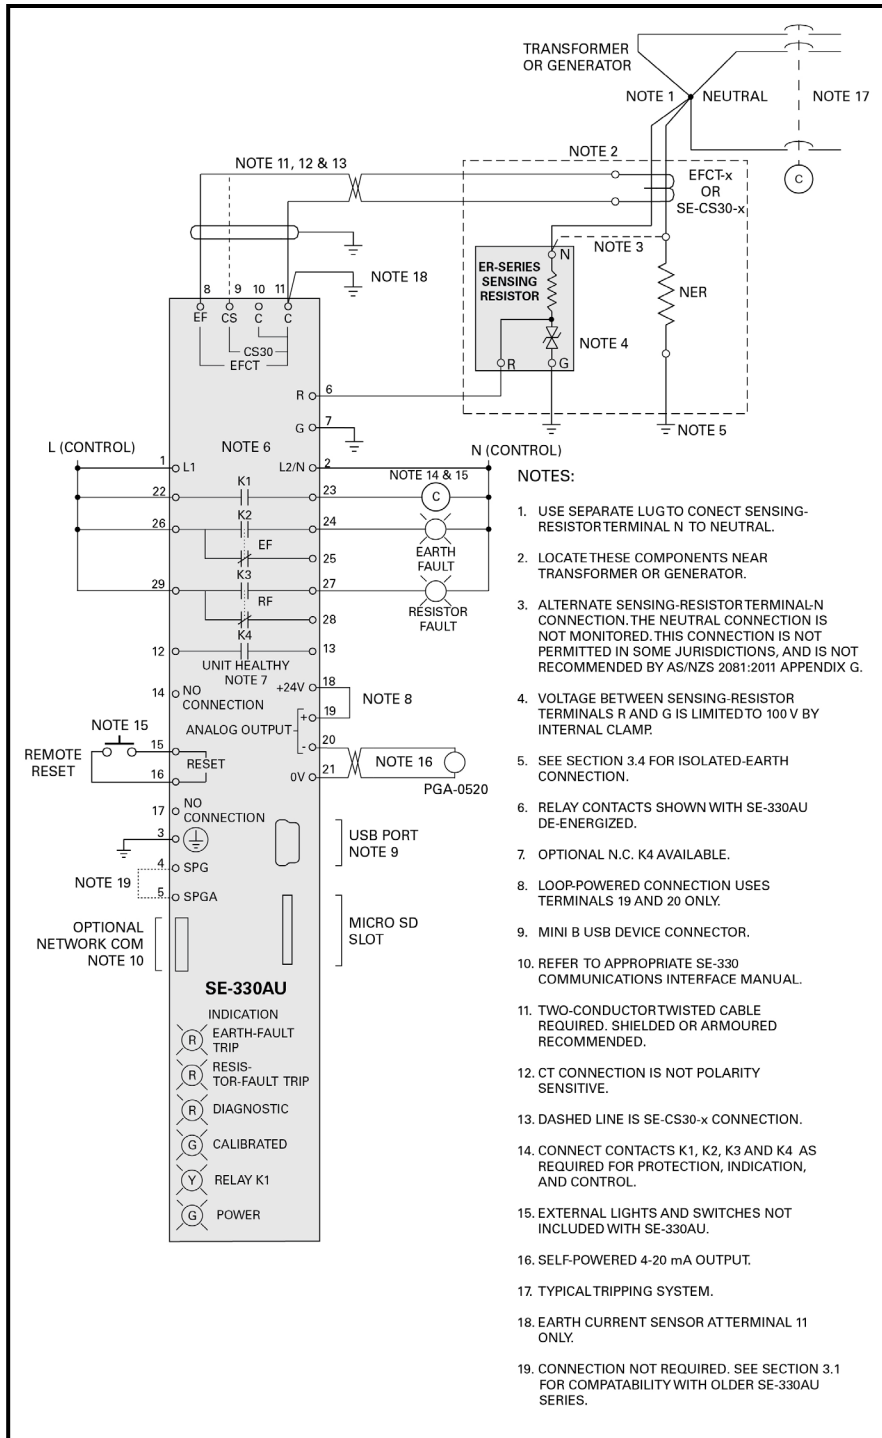 TRANSFORMER
OR GENERATOR
NOTE 1
NEUTRAL
NOTE 17
NOTE 2
NOTE 11, 12 & 13
EFCT-x
OR
SE-CS30-x
C
NOTE 3
NOTE 18
ER-SERIES
SENSING
RESISTOR
N
NER
NOTE 4
R
G
NOTE 5
8
9
10
11
EF
CS
C
C
CS30
EFCT
R
6
G
7
L (CONTROL)
NOTE 6
N (CONTROL)
1
L1
L2/N
2
NOTE 14 & 15
22
K1
23
C
26
K2
24
EF
25
EARTH
FAULT
29
K3
27
RF
28
RESISTOR
FAULT
K4
12
13
UNIT HEALTHY
NOTE 7
14
NO
CONNECTION
+24V
18
NOTE 8
+
19
ANALOG OUTPUT
-
20
NOTE 15
REMOTE
RESET
15
RESET
16
0V
21
NOTE 16
PGA-0520
17
NO
CONNECTION
3
USB PORT
NOTE 9
4
SPG
NOTE 19
5
SPGA
OPTIONAL
NETWORK COM
NOTE 10
MICRO SD
SLOT
SE-330AU
INDICATION
R
EARTH-FAULT
TRIP
R
RESIS-
TOR-FAULT TRIP
R
DIAGNOSTIC
G
CALIBRATED
Y
RELAY K1
G
POWER
NOTES:
1. USE SEPARATE LUG TO CONECT SENSING-
RESISTOR TERMINAL N TO NEUTRAL.
2. LOCATE THESE COMPONENTS NEAR
TRANSFORMER OR GENERATOR.
3. ALTERNATE SENSING-RESISTOR TERMINAL-N
CONNECTION. THE NEUTRAL CONNECTION IS
NOT MONITORED. THIS CONNECTION IS NOT
PERMITTED IN SOME JURISDICTIONS, AND IS NOT
RECOMMENDED BY AS/NZS 2081:2011 APPENDIX G.
4. VOLTAGE BETWEEN SENSING-RESISTOR
TERMINALS R AND G IS LIMITED TO 100 V BY
INTERNAL CLAMP.
5. SEE SECTION 3.4 FOR ISOLATED-EARTH
CONNECTION.
6. RELAY CONTACTS SHOWN WITH SE-330AU
DE-ENERGIZED.
7. OPTIONAL N.C. K4 AVAILABLE.
8. LOOP-POWERED CONNECTION USES
TERMINALS 19 AND 20 ONLY.
9. MINI B USB DEVICE CONNECTOR.
10. REFER TO APPROPRIATE SE-330
COMMUNICATIONS INTERFACE MANUAL.
11. TWO-CONDUCTOR TWISTED CABLE
REQUIRED. SHIELDED OR ARMOURED
RECOMMENDED.
12. CT CONNECTION IS NOT POLARITY
SENSITIVE.
13. DASHED LINE IS SE-CS30-x CONNECTION.
14. CONNECT CONTACTS K1, K2, K3 AND K4 AS
REQUIRED FOR PROTECTION, INDICATION,
AND CONTROL.
15. EXTERNAL LIGHTS AND SWITCHES NOT
INCLUDED WITH SE-330AU.
16. SELF-POWERED 4-20 mA OUTPUT.
17. TYPICAL TRIPPING SYSTEM.
18. EARTH CURRENT SENSOR AT TERMINAL 11
ONLY.
19. CONNECTION NOT REQUIRED. SEE SECTION 3.1
FOR COMPATABILITY WITH OLDER SE-330AU
SERIES.